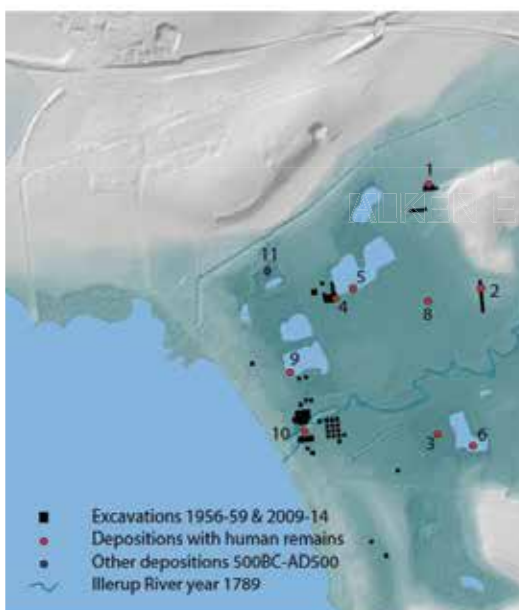 1
11
5
2
4
8
9
10
3
6
Excavations 1956-59 & 2009-14
Depositions with human remains
Other depositions 500BC-AD500
Illerup River year 1789